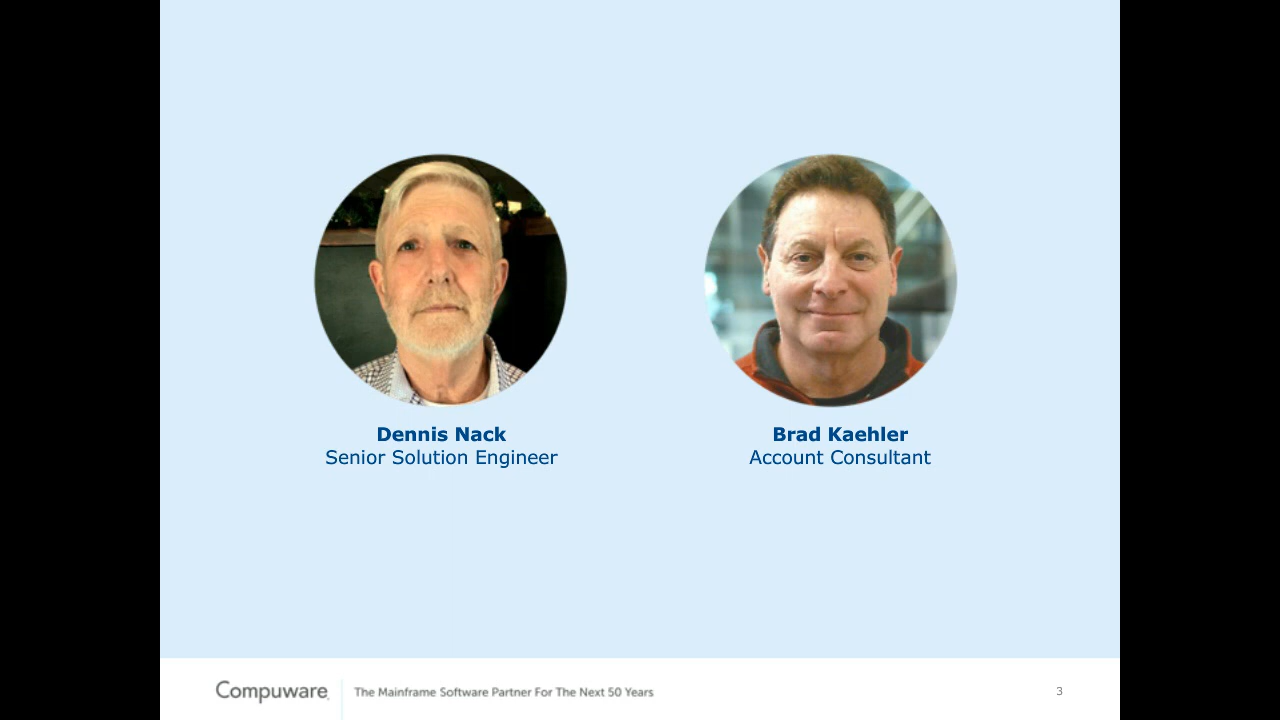 Dennis Nack
Senior Solution Engineer
Brad Kaehler
Account Consultant
Compuware
The Mainframe Software Partner For The Next 50 Years
3